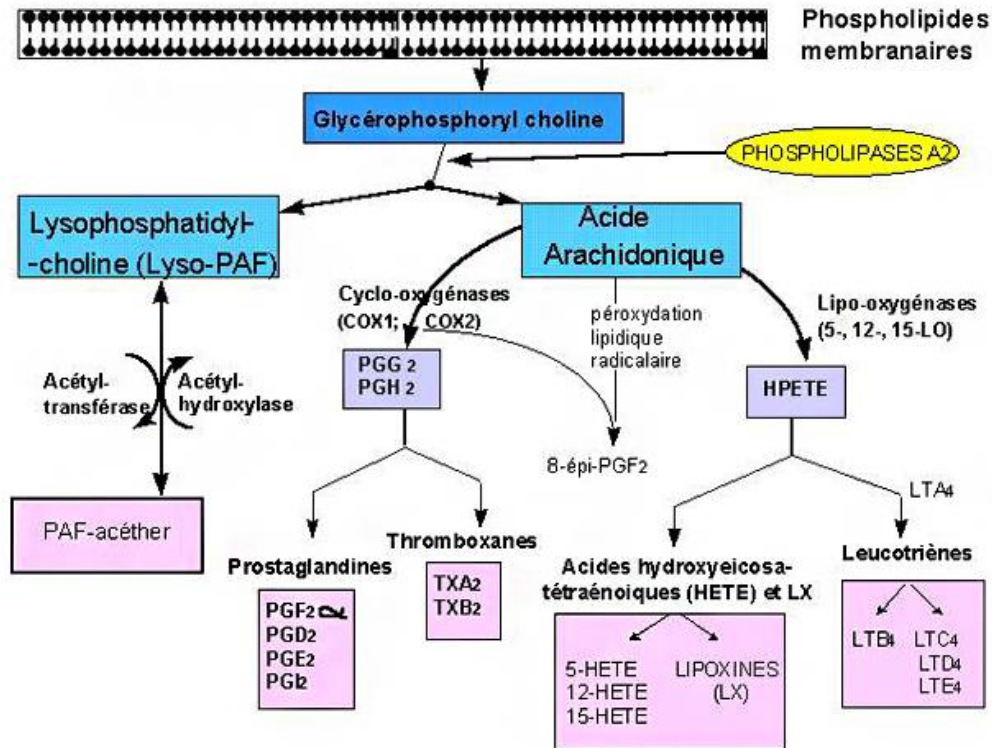 Phospholipides
membranaires
Glycérophosphoryl choline
PHOSPHOLIPASES A2
Lysophosphatidyl-
-choline (Lyso-PAF)
Acide
Arachidonique
Cyclo-oxygénases
(COX1; COX2)
péroxydation
lipidique
radicalaire
Lipo-oxygénases
(5-, 12-, 15-LO)
PGG 2
PGH 2
HPETE
Acétyl-
transférase
Acétyl-
hydroxylase
8-épi-PGF2
LTA4
PAF-acéther
Prostaglandines
Thromboxanes
Acides hydroxyeicosa-
tétraénoiques (HETE) et LX
Leucotriènes
PGF2α
PGD2
PGE2
PGI2
TXA2
TXB2
5-HETE
12-HETE
15-HETE
LIPOXINES
(LX)
LTB4
LTC4
LTD4
LTE4